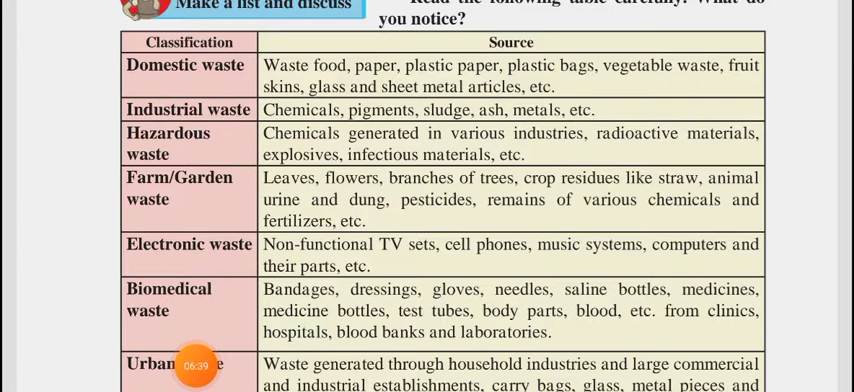 Make a list and discuss
Read the following table carefully. What do
you notice?
Classification Source
Domestic waste Waste food, paper, plastic paper, plastic bags, vegetable waste, fruit
skins, glass and sheet metal articles, etc.
Industrial waste Chemicals, pigments, sludge, ash, metals, etc.
Hazardous Chemicals generated in various industries, radioactive materials,
waste explosives, infectious materials, etc.
Farm/Garden Leaves, flowers, branches of trees, crop residues like straw, animal
waste urine and dung, pesticides, remains of various chemicals and
fertilizers, etc.
Electronic waste Non-functional TV sets, cell phones, music systems, computers and
their parts, etc.
Biomedical Bandages, dressings, gloves, needles, saline bottles, medicines,
waste medicine bottles, test tubes, body parts, blood, etc. from clinics,
hospitals, blood banks and laboratories.
Urban Waste generated through household industries and large commercial
and industrial establishments, carry bags, glass, metal pieces and
06:39